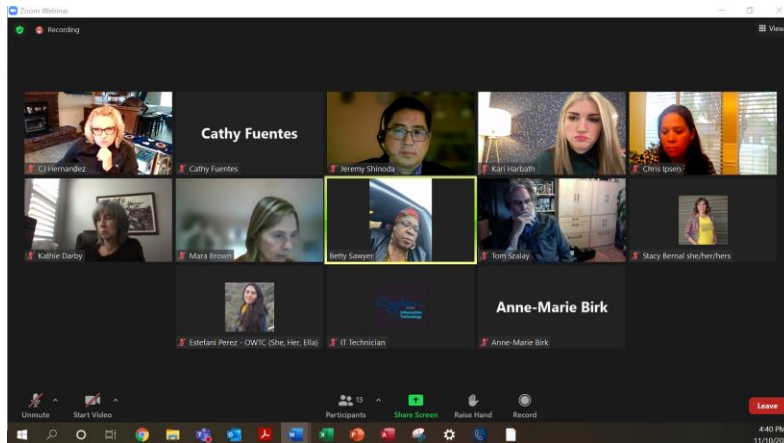 Zoom Webinar
Recording
View
CJ Hernandez
Cathy Fuentes
Cathy Fuentes
Jeremy Shinoda
Kari Harbath
Chris Ipsen
Kathie Darby
Mara Brown
Betty Sawyer
Tom Szalay
Stacy Bernal she/her/hers
Estefani Perez - OWTC (She, Her, Ella)
Information
Technology
IT Technician
Anne-Marie Birk
Anne-Marie Birk
Unmute
Start Video
13
Participants
Share Screen
Raise Hand
Record
Leave
4:40 PM